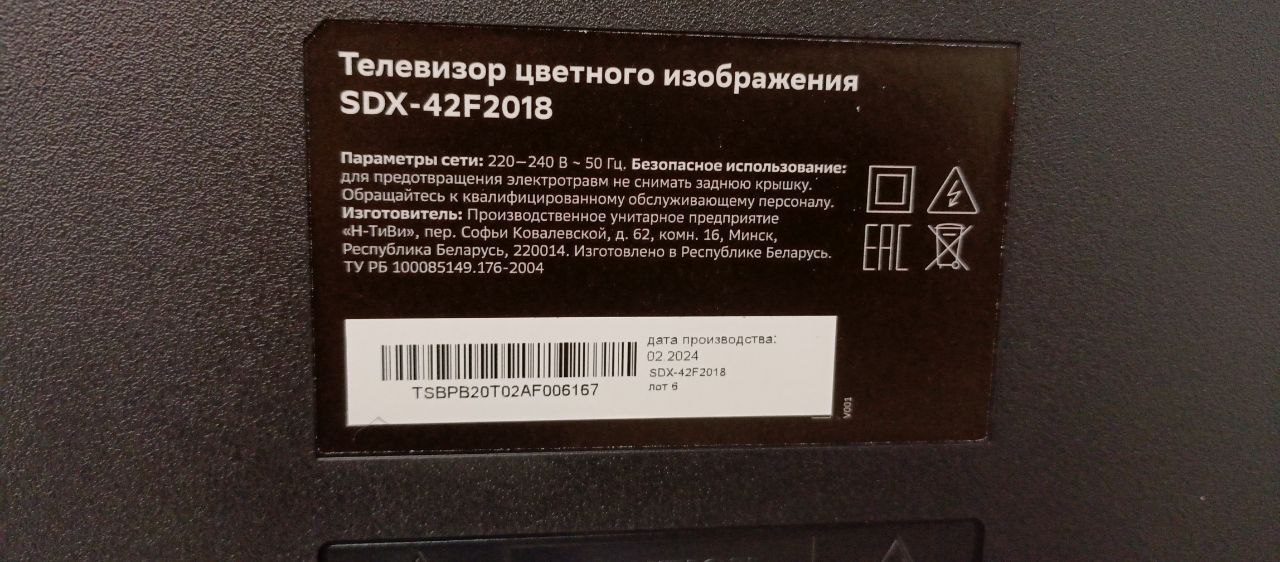 Телевизор цветного изображения
SDX-42F2018
Параметры сети: 220–240 В ~ 50 Гц. Безопасное использование:
для предотвращения электротравм не снимать заднюю крышку.
Обращайтесь к квалифицированному обслуживающему персоналу.
Изготовитель: Производственное унитарное предприятие
«Н-ТиВи», пер. Софьи Ковалевской, д. 62, комн. 16, Минск,
Республика Беларусь, 220014. Изготовлено в Республике Беларусь.
ТУ РБ 100085149.176-2004
EAC
дата производства:
02.2024
SDX-42F2018
лот 6
TSBPB20T02AF006167
V001